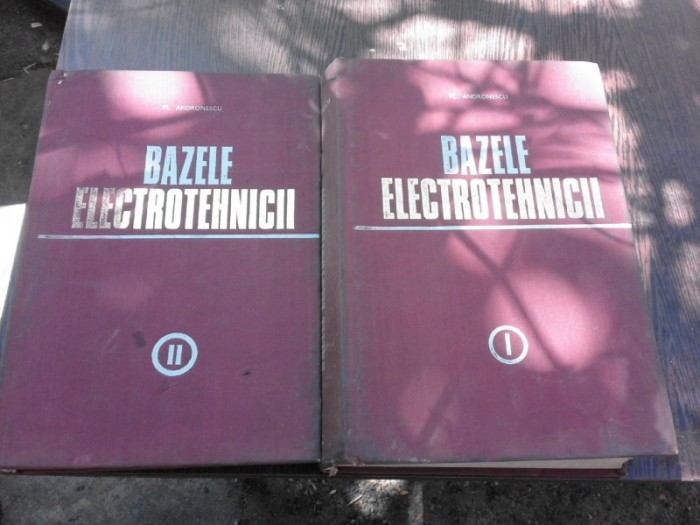 PL. ANDRONESCU
BAZELE
ELECTROTEHNICII
II
PL. ANDRONESCU
BAZELE
ELECTROTEHNICII
I